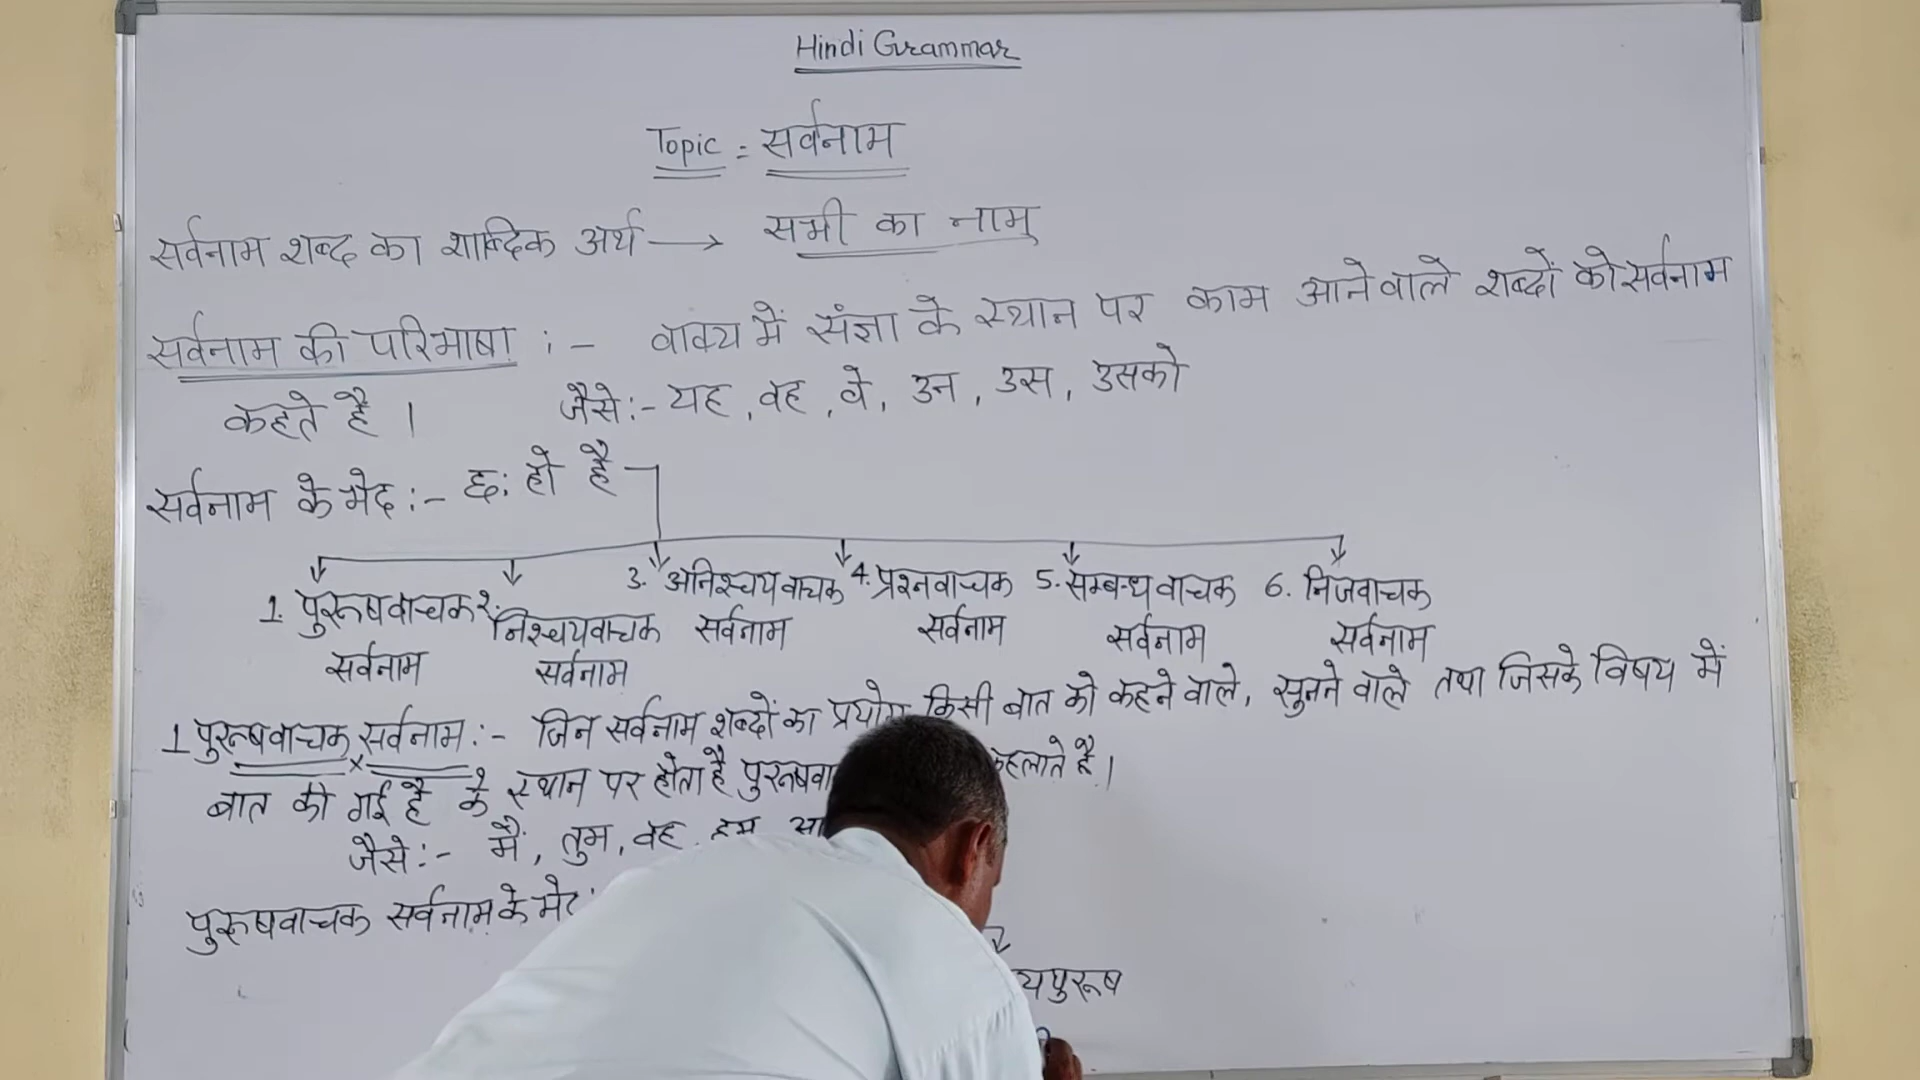 Hindi Grammar
Topic = सर्वनाम
सर्वनाम शब्द का शाब्दिक अर्थ → सभी का नाम
सर्वनाम की परिभाषा :- वाक्य में संज्ञा के स्थान पर काम आने वाले शब्दों को सर्वनाम
कहते है । जैसे:- यह, वह, वे, उन, उस, उसको
सर्वनाम के भेद :- छ: हो है
1. पुरूषवाचक सर्वनाम
2. निश्चयवाचक सर्वनाम
3. अनिश्चयवाचक सर्वनाम
4. प्रश्नवाचक सर्वनाम
5. सम्बन्धवाचक सर्वनाम
6. निजवाचक सर्वनाम
1 पुरूषवाचक सर्वनाम :- जिन सर्वनाम शब्दों का प्रयोग किसी बात को कहने वाले, सुनने वाले तथा जिसके विषय में
बात की गई है के स्थान पर होता है कहलाते है ।
जैसे :- मैं, तुम, वह, हम
पुरूषवाचक सर्वनाम के